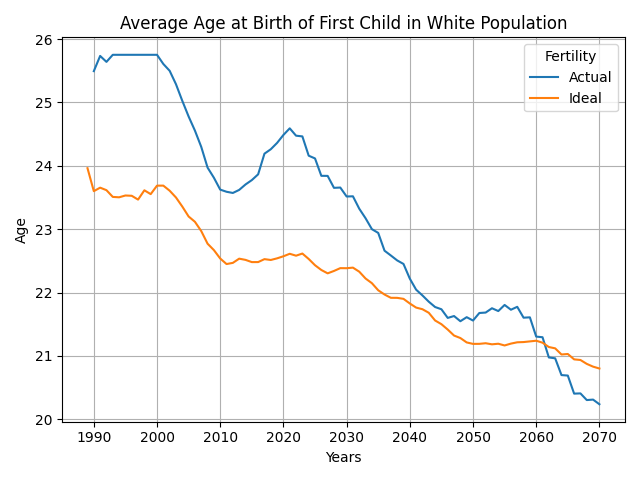 Average Age at Birth of First Child in White Population
26
25
24
23
22
21
20
Age
Fertility
Actual
Ideal
1990 2000 2010 2020 2030 2040 2050 2060 2070
Years